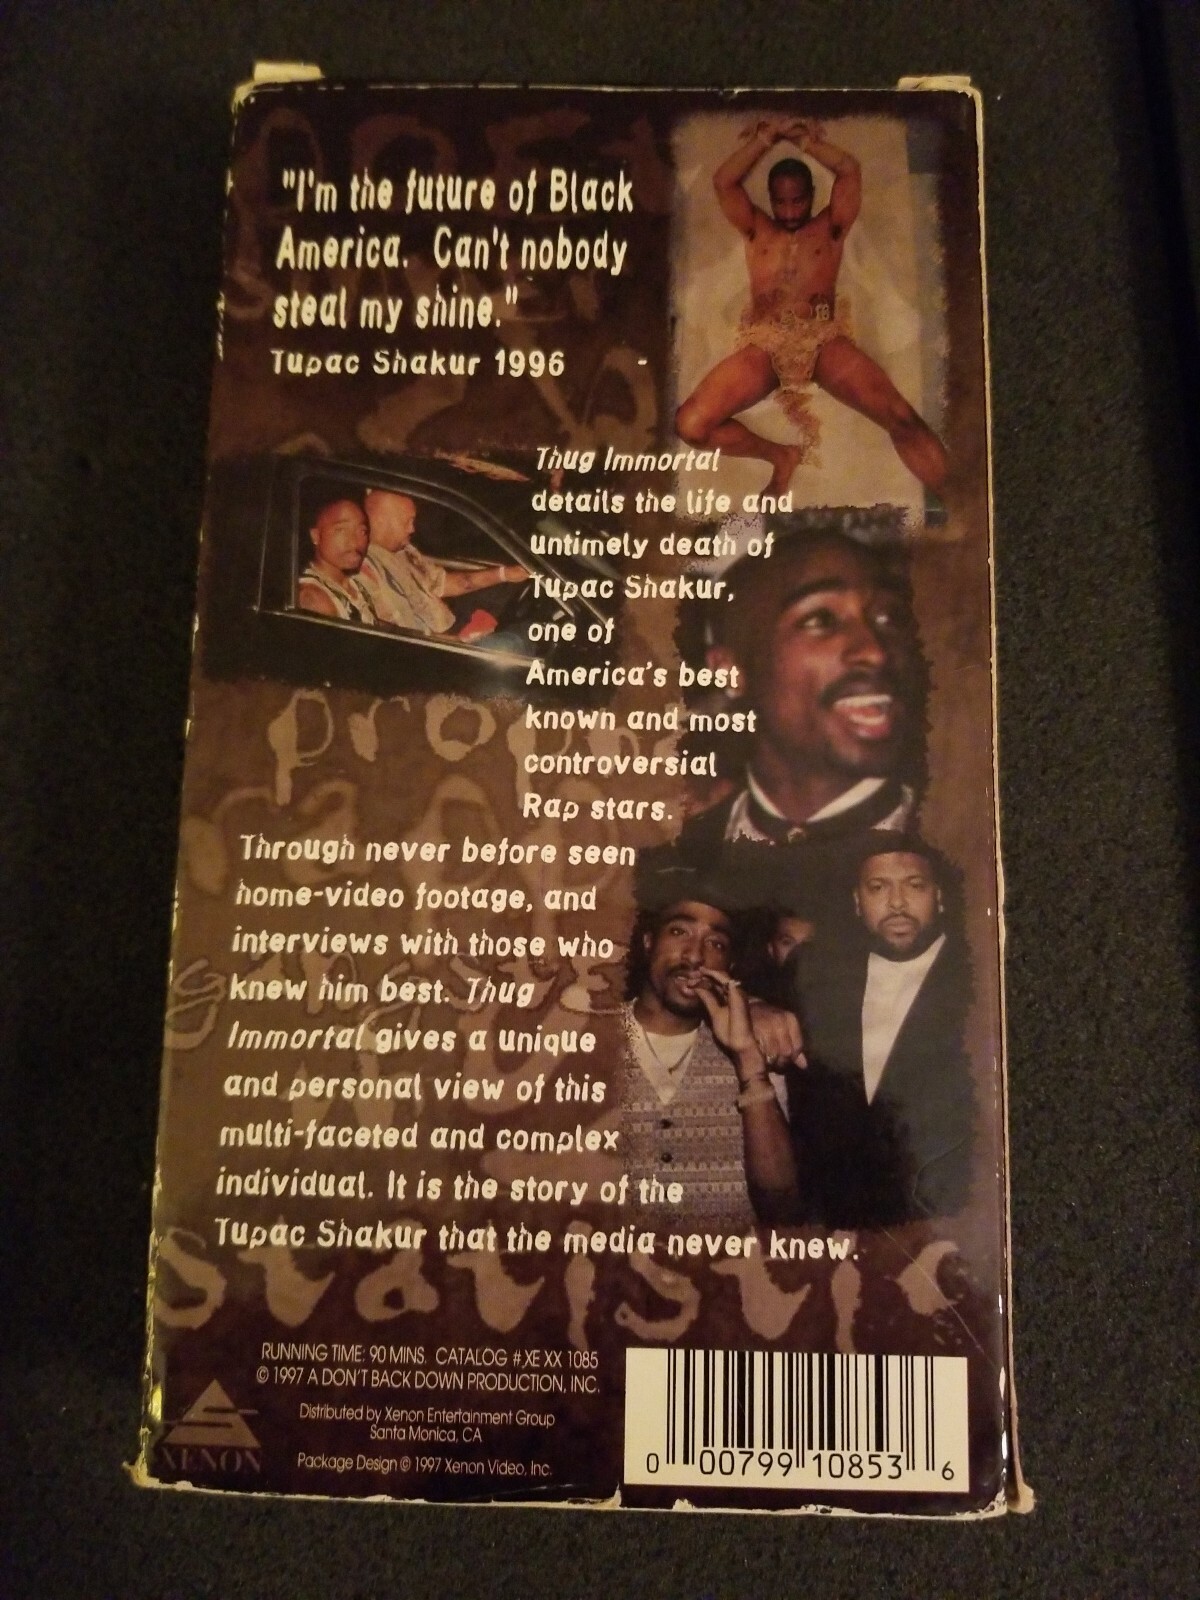 "I'm the future of Black
America. Can't nobody
steal my shine."
Tupac Shakur 1996 -
Thug Immortal
details the life and
untimely death of
Tupac Shakur,
one of
America's best
known and most
controversial
Rap stars.
Through never before seen
home-video footage, and
interviews with those who
knew him best. Thug
Immortal gives a unique
and personal view of this
multi-faceted and complex
individual. It is the story of the
Tupac Shakur that the media never knew.
statistic
RUNNING TIME: 90 MINS. CATALOG # XE XX 1085
© 1997 A DON'T BACK DOWN PRODUCTION, INC.
Distributed by Xenon Entertainment Group
Santa Monica, CA
Package Design © 1997 Xenon Video, Inc.
XENON
0 00799 10853 6